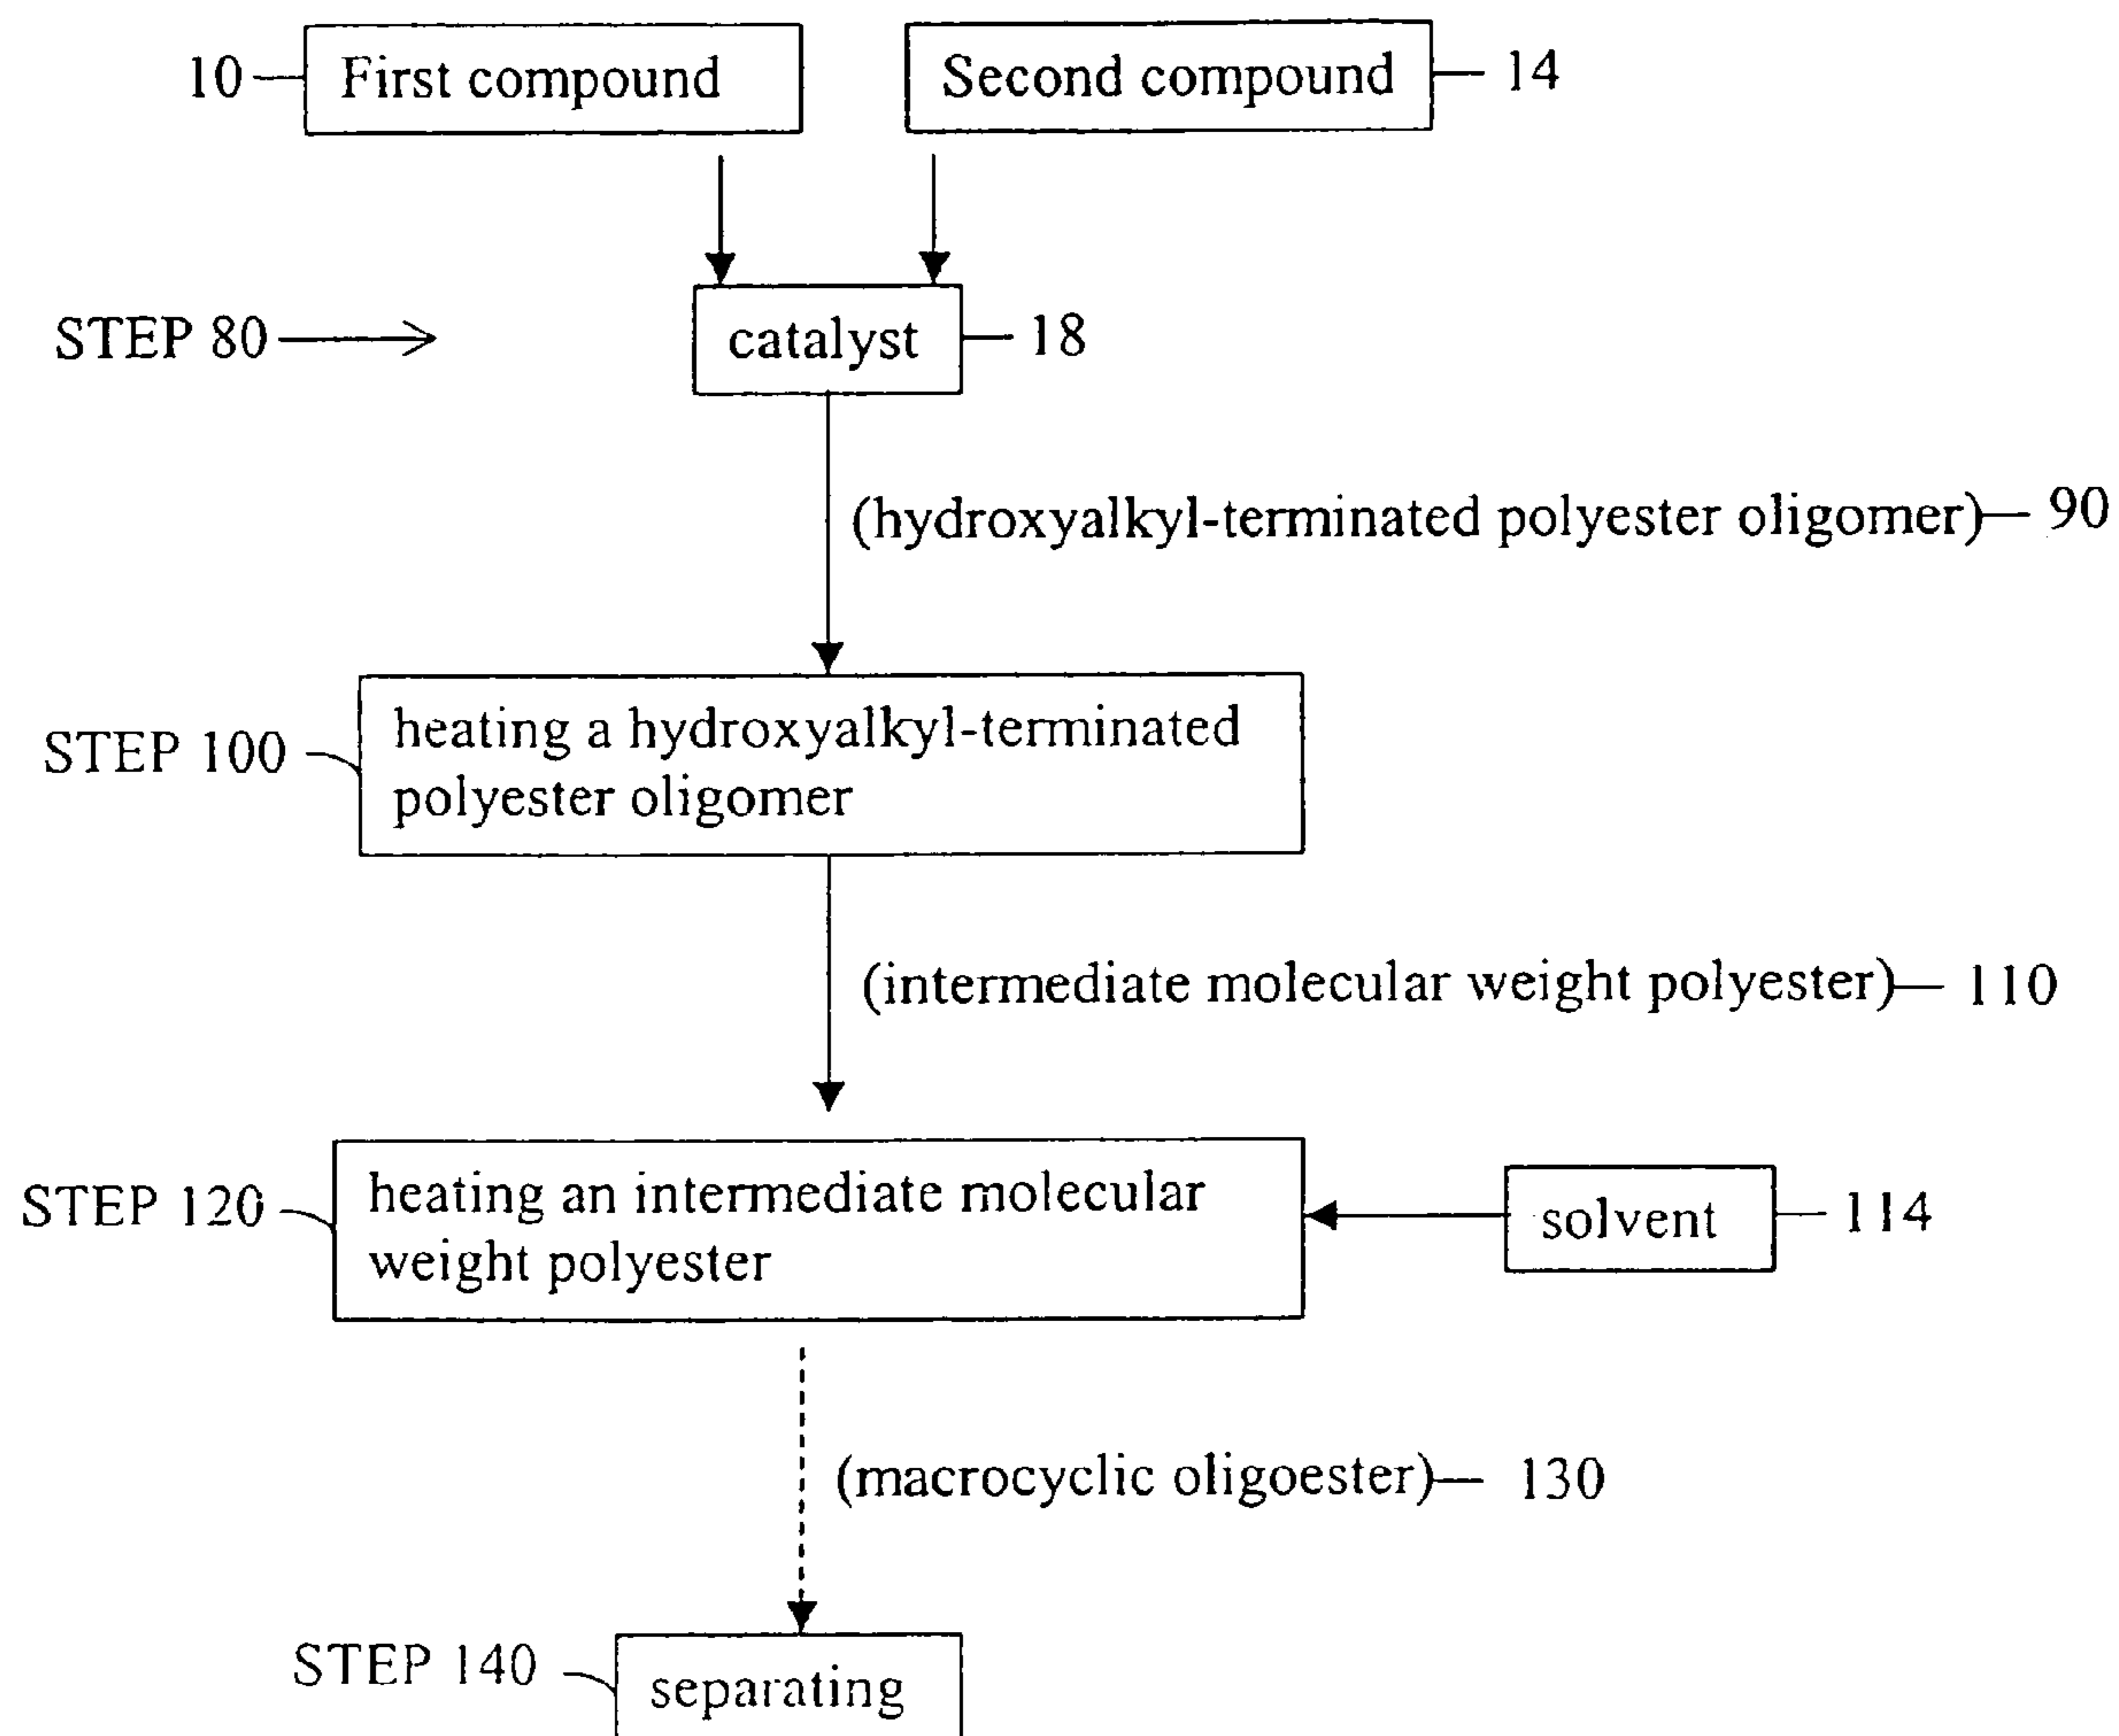 10 First compound Second compound 14
STEP 80 catalyst 18
(hydroxyalkyl-terminated polyester oligomer) 90
STEP 100 heating a hydroxyalkyl-terminated
polyester oligomer
(intermediate molecular weight polyester) 110
STEP 120 heating an intermediate molecular
weight polyester
solvent 114
(macrocyclic oligoester) 130
STEP 140 separating